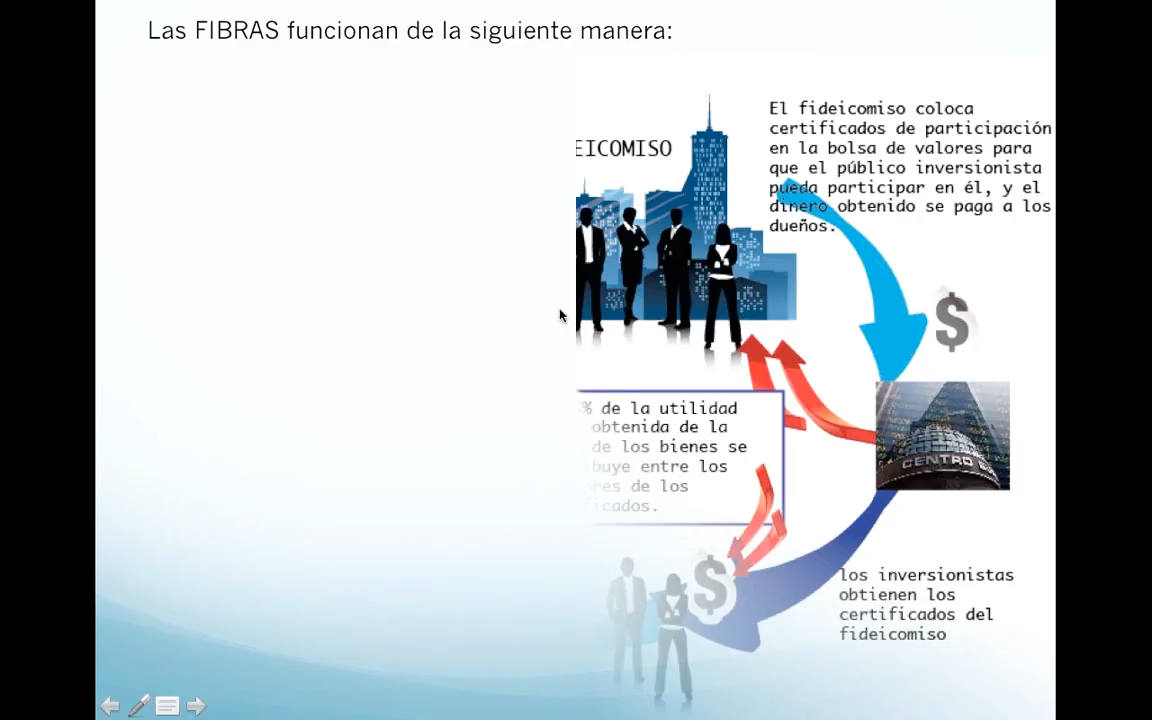 Las FIBRAS funcionan de la siguiente manera:
EICOMISO
El fideicomiso coloca
certificados de participación
en la bolsa de valores para
que el público inversionista
pueda participar en él, y el
dinero obtenido se paga a los
dueños.
$
CENTRO
% de la utilidad
obtenida de la
de los bienes se
buye entre los
res de los
icados.
$
los inversionistas
obtienen los
certificados del
fideicomiso